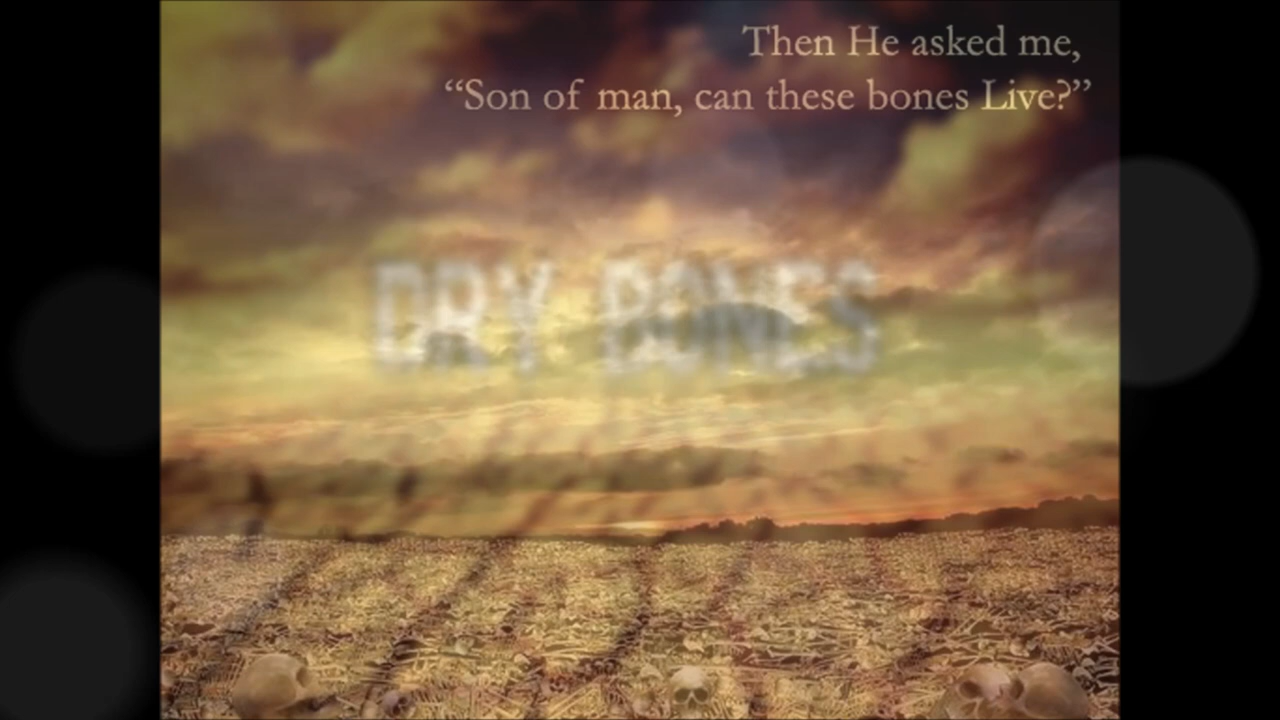 Then He asked me,
“Son of man, can these bones Live?”
DRY BONES